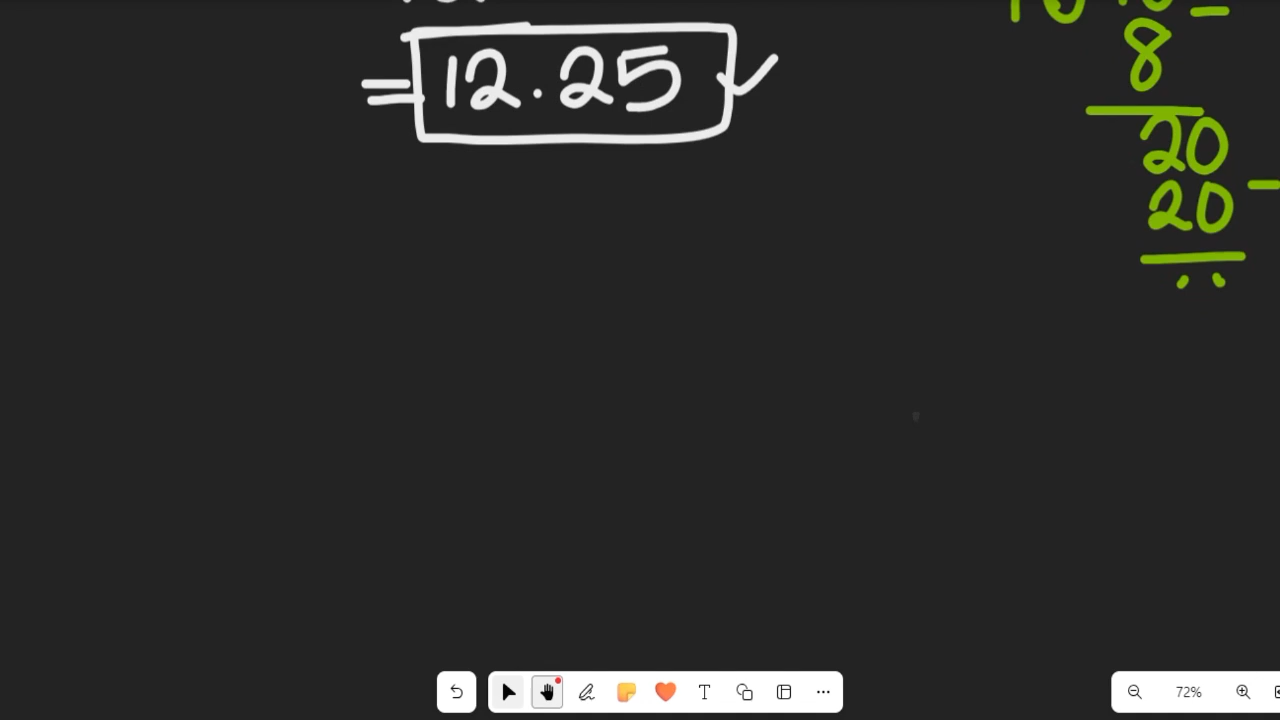 = 12.25 ✓
8
20
20
72%